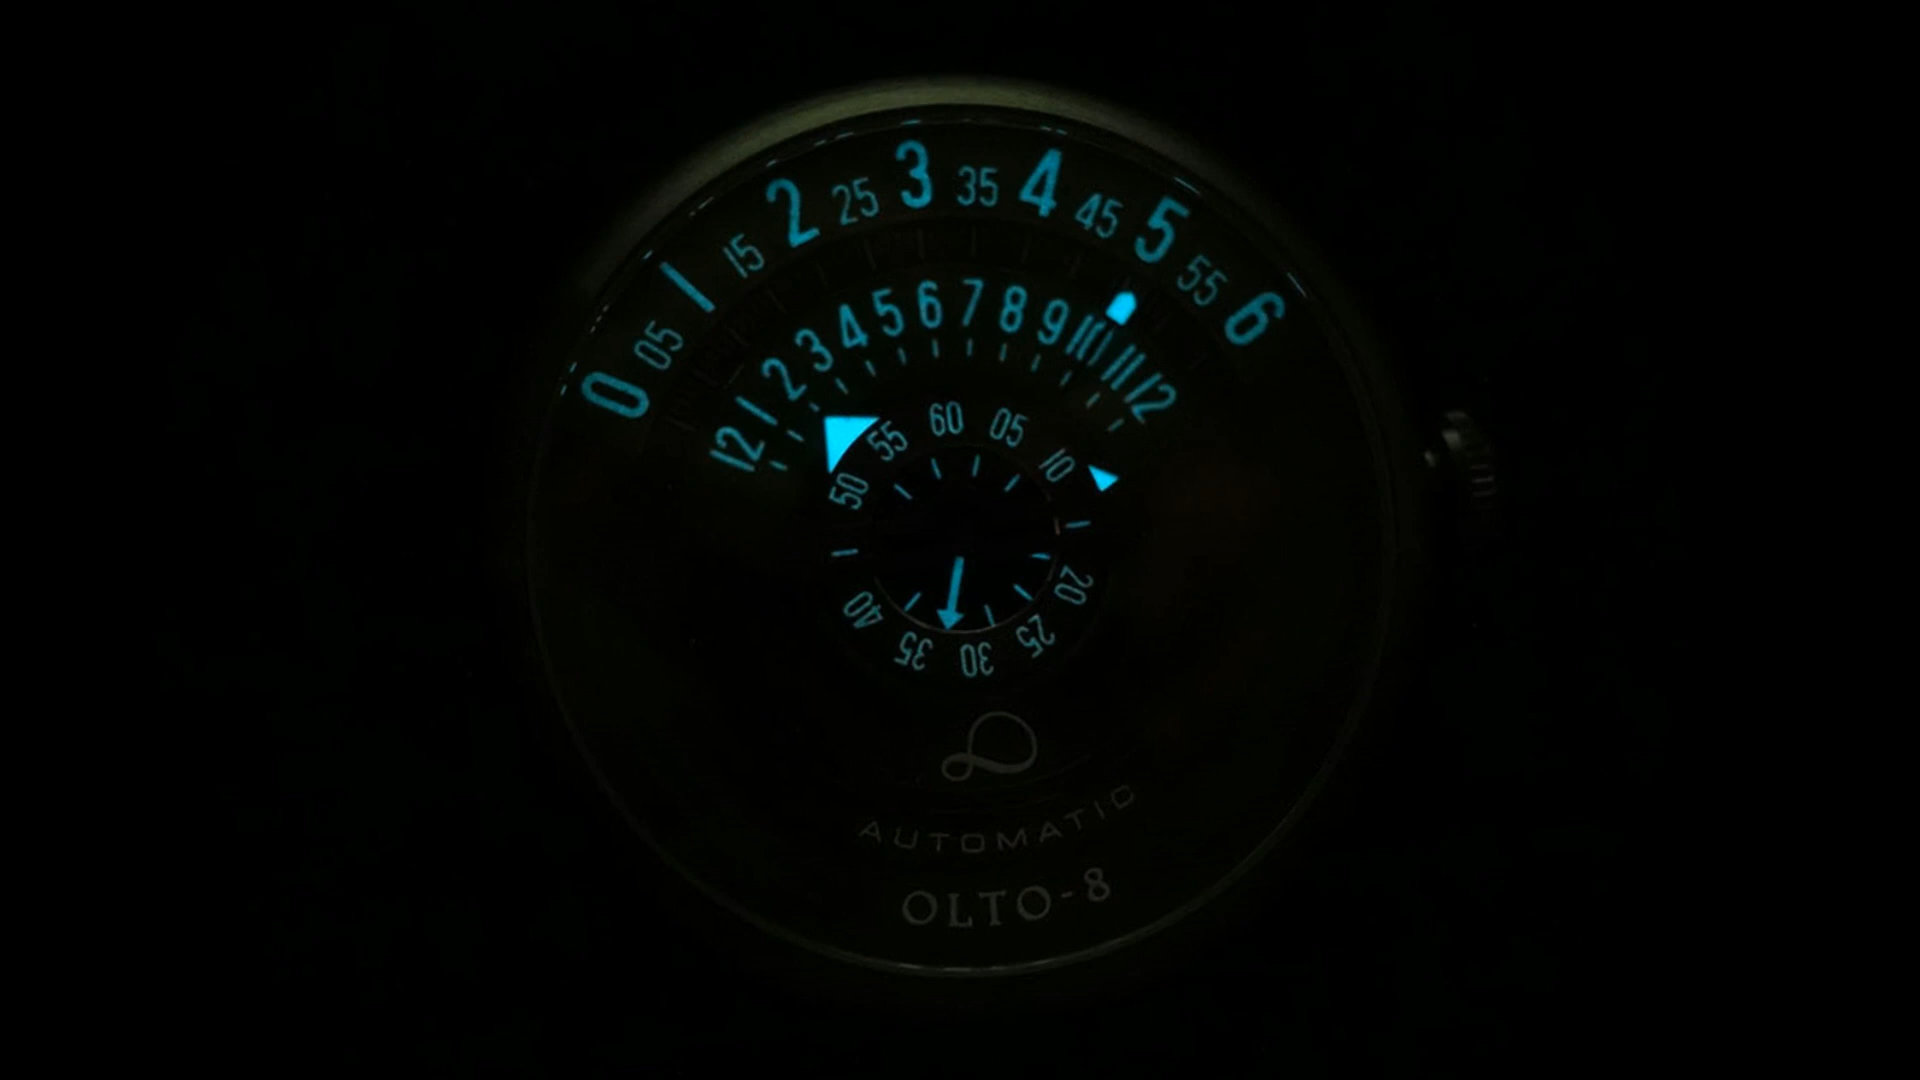 0 05 1 15 2 25 3 35 4 45 5 55 6
12 1 2 3 4 5 6 7 8 9 10 11 12
60 05 10 20 25 30 35 40 50 55
AUTOMATIC
OLTO-8